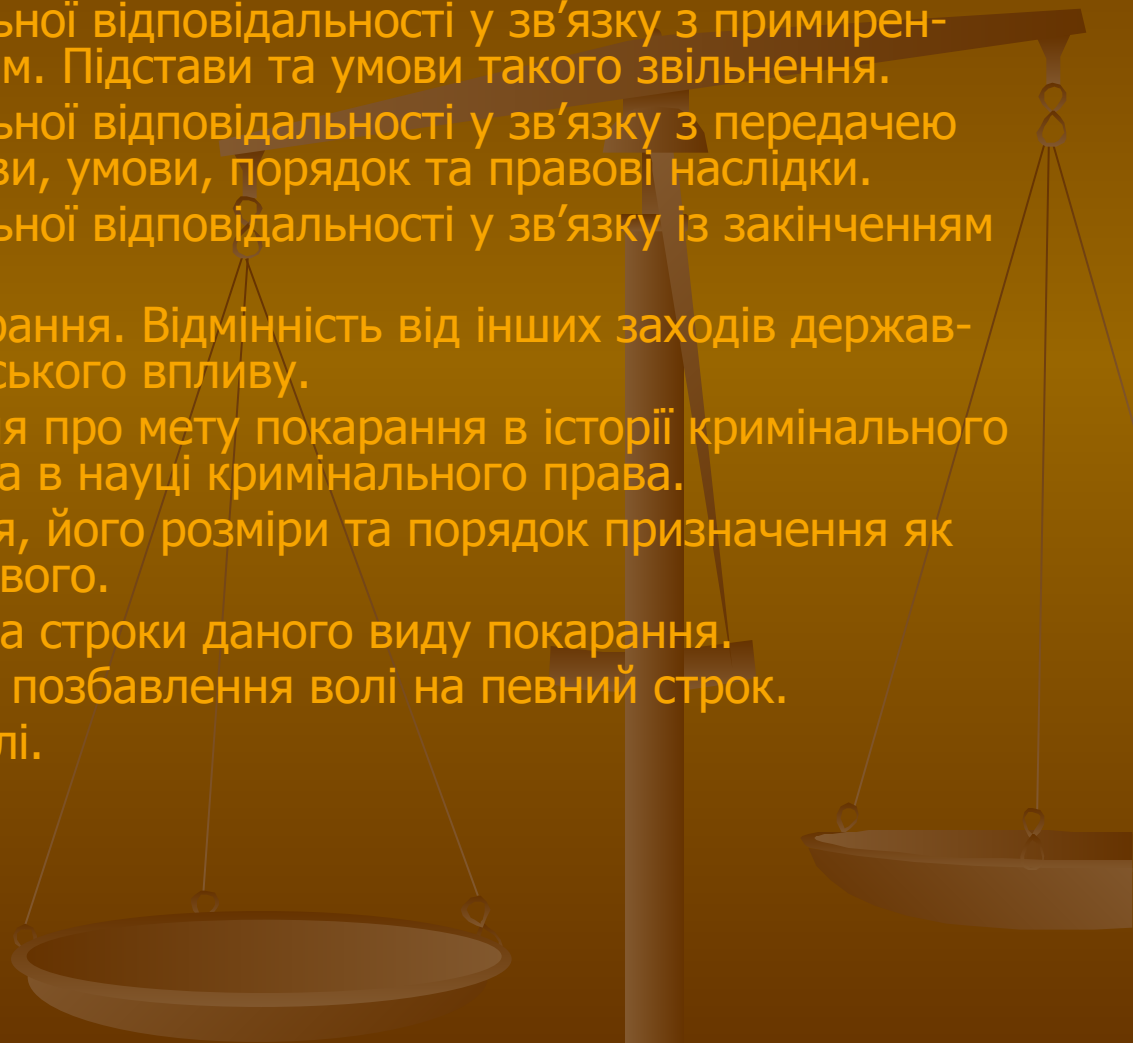 ьної відповідальності у зв’язку з примирен-
м. Підстави та умови такого звільнення.
ьної відповідальності у зв’язку з передачею
ви, умови, порядок та правові наслідки.
ьної відповідальності у зв’язку із закінченням
рання. Відмінність від інших заходів держав-
ського впливу.
ня про мету покарання в історії кримінального
а в науці кримінального права.
я, його розміри та порядок призначення як
вого.
а строки даного виду покарання.
позбавлення волі на певний строк.
лі.